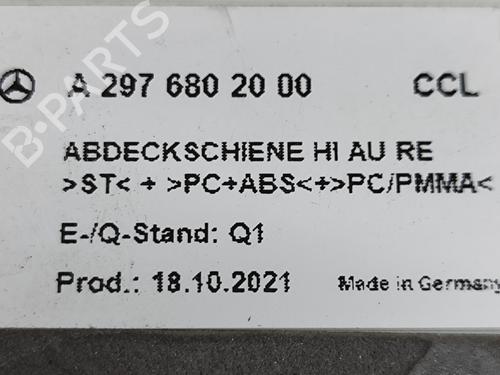 A 297 680 20 00 CCL
ABDECKSCHIENE HI AU RE
>ST< + >PC+ABS<+>PC/PMMA<
E-/Q-Stand: Q1
Prod.: 18.10.2021 Made in Germany
B-PARTS